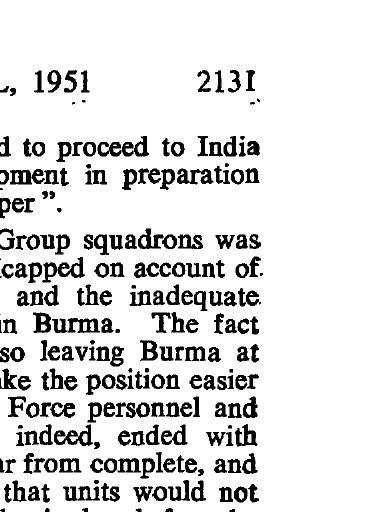 L, 1951 2131
d to proceed to India
pment in preparation
per ”.
Group squadrons was
capped on account of
and the inadequate
in Burma. The fact
so leaving Burma at
ke the position easier
Force personnel and
indeed, ended with
r from complete, and
that units would not